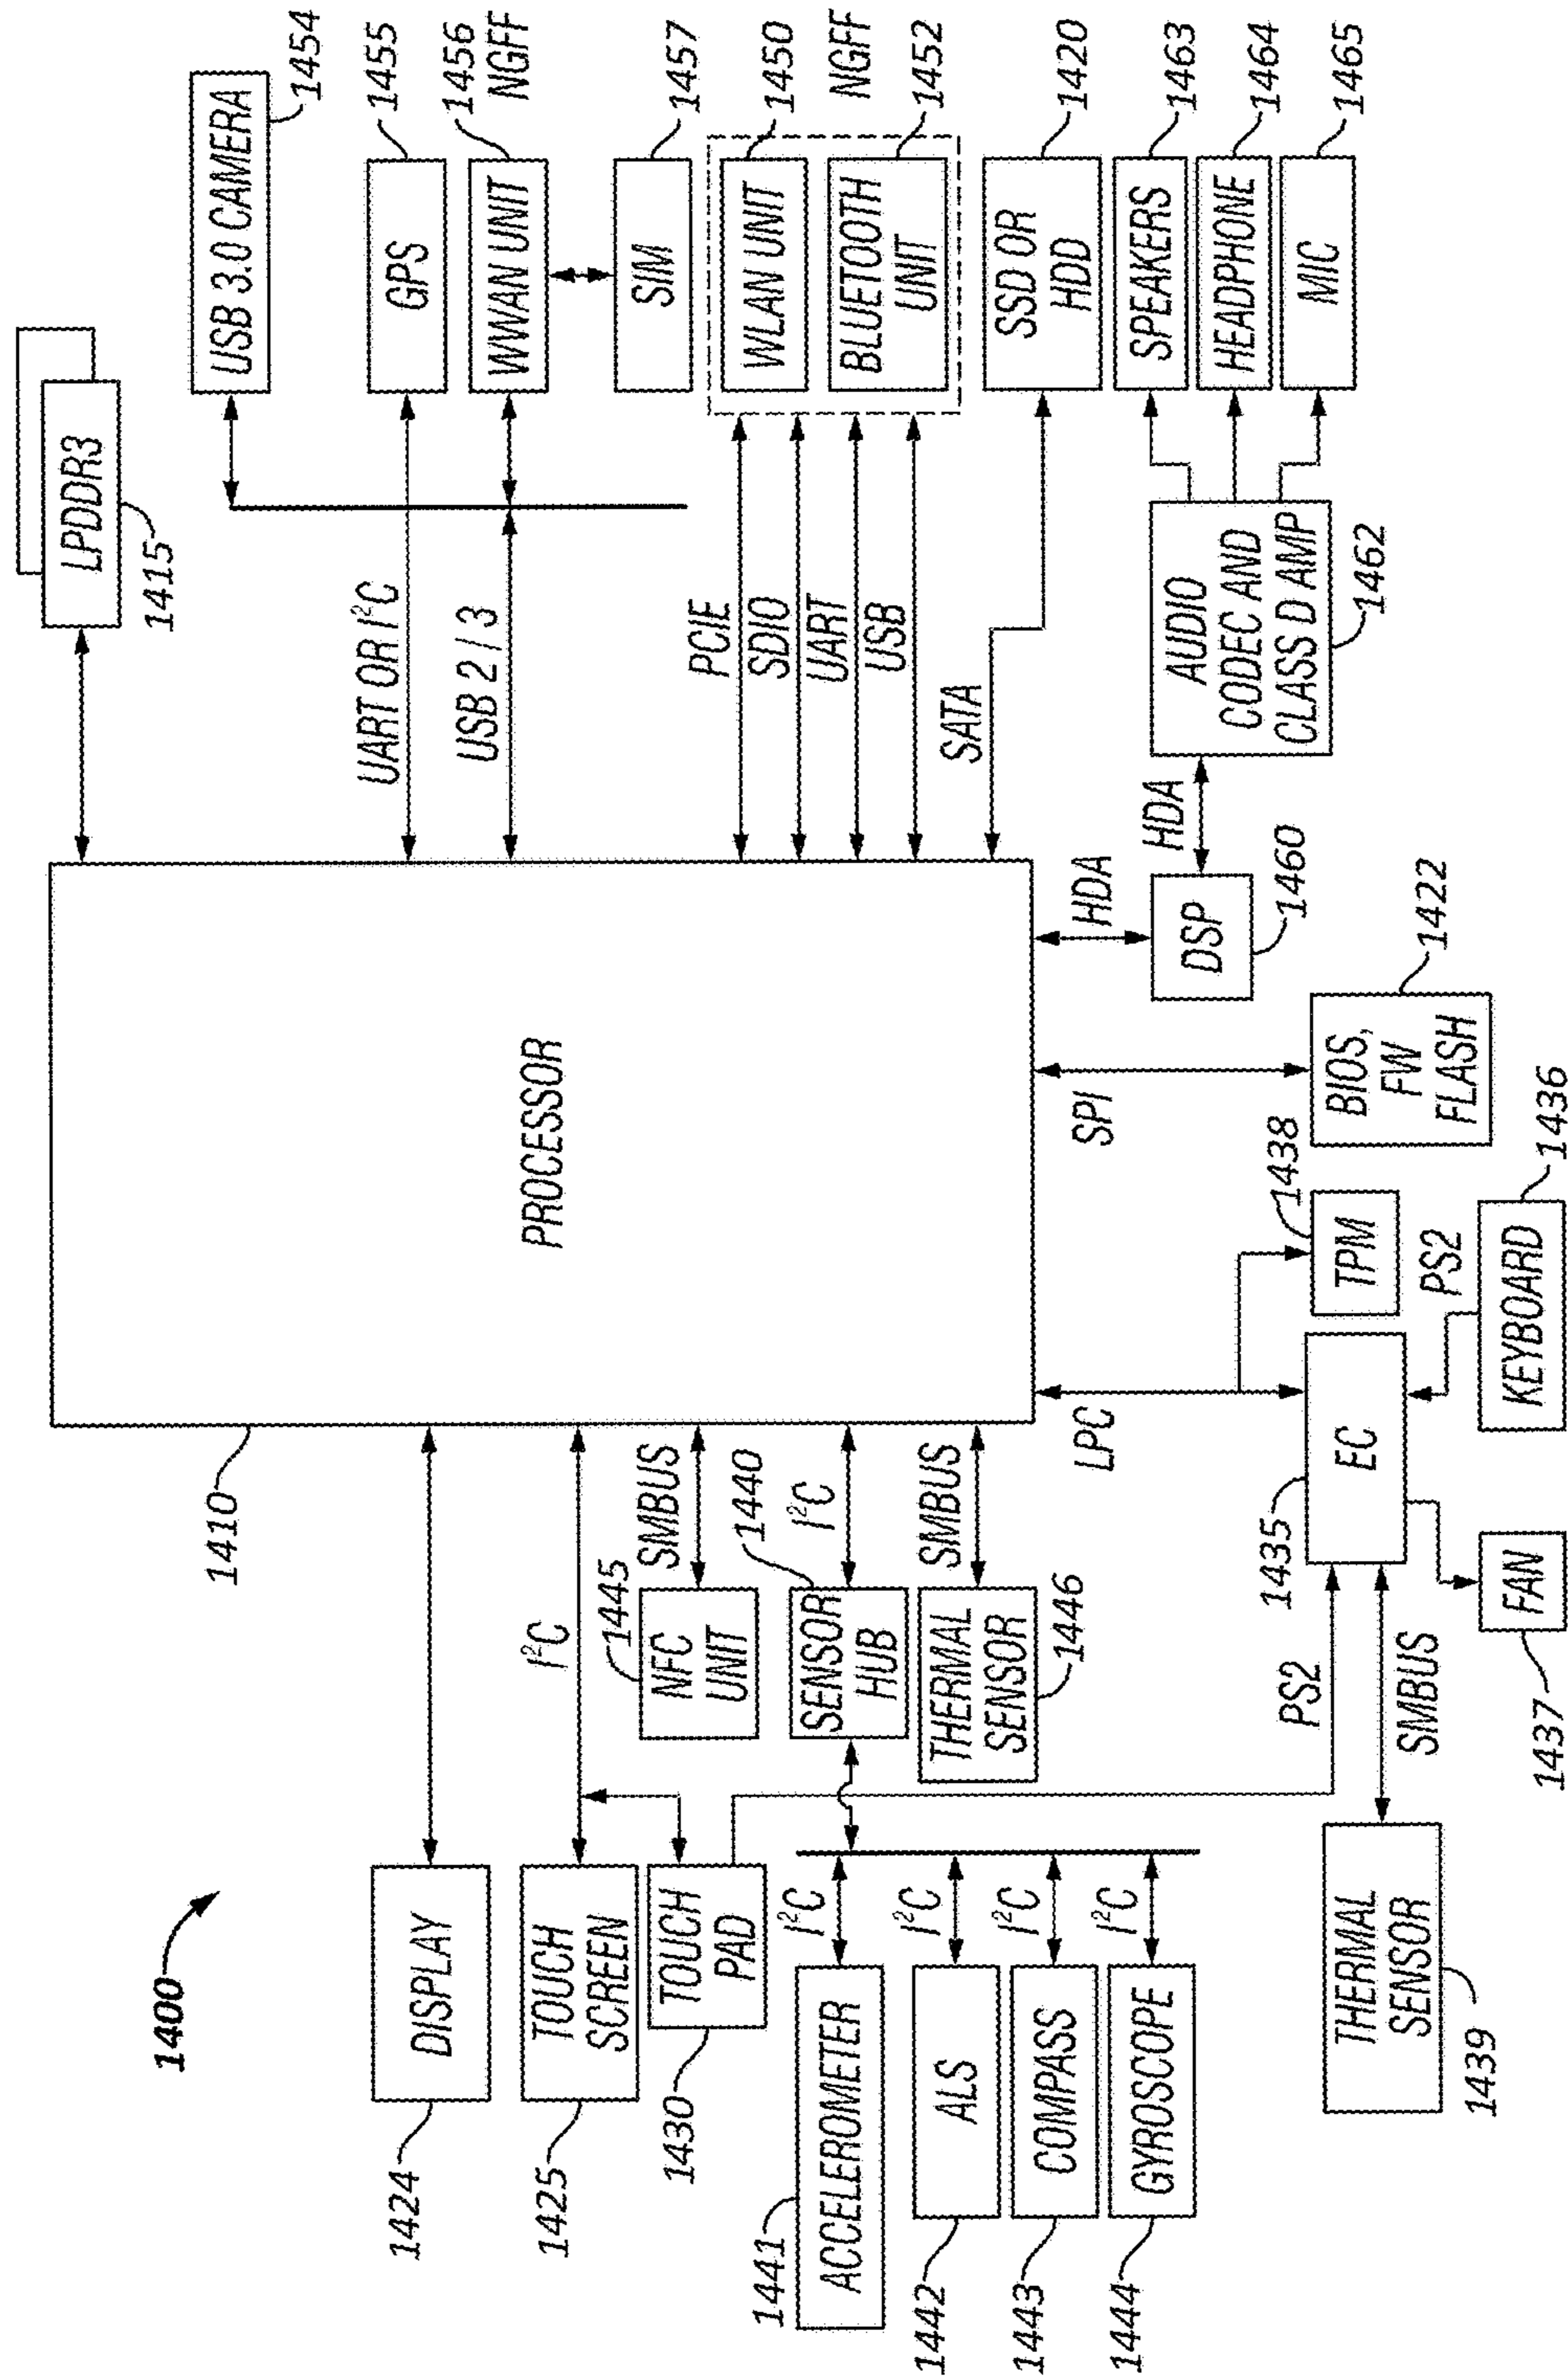 1400
LPDDR3
1415
USB 3.0 CAMERA
1454
1410
PROCESSOR
UART OR I²C
GPS
1455
USB 2 / 3
WWAN UNIT
1456
NGFF
SIM
1457
1424
DISPLAY
1425
TOUCH
SCREEN
I²C
1430
TOUCH
PAD
1445
NFC
UNIT
SMBUS
1440
SENSOR
HUB
I²C
THERMAL
SENSOR
1446
SMBUS
PCIE
SDIO
UART
USB
WLAN UNIT
1450
BLUETOOTH
UNIT
NGFF
1452
SATA
SSD OR
HDD
1420
1441
ACCELEROMETER
I²C
1442
ALS
I²C
1443
COMPASS
I²C
1444
GYROSCOPE
I²C
LPC
SPI
HDA
DSP
1460
HDA
AUDIO
CODEC AND
CLASS D AMP
1462
SPEAKERS
1463
HEADPHONE
1464
MIC
1465
THERMAL
SENSOR
1439
PS2
SMBUS
1435
EC
TPM
1438
BIOS,
FW
FLASH
1422
1437
FAN
KEYBOARD
PS2
1436